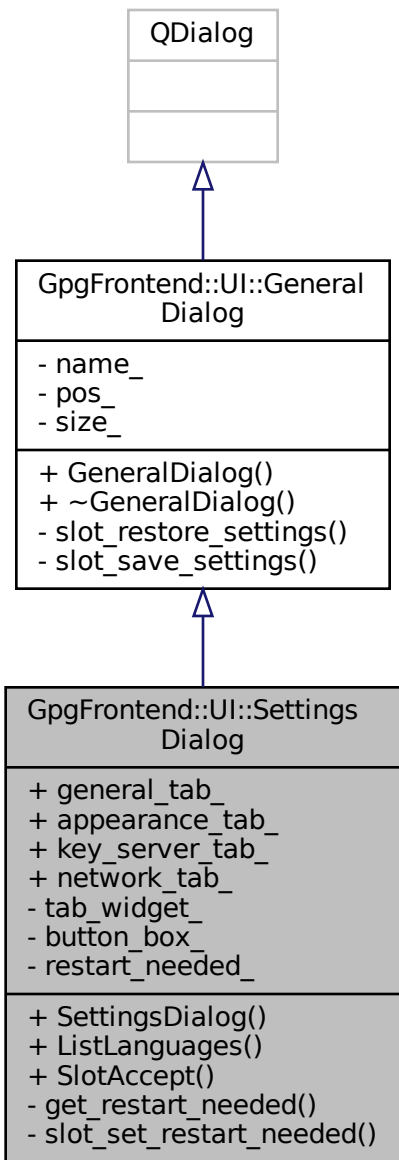 QDialog
GpgFrontend::UI::General
Dialog
- name_
- pos_
- size_
+ GeneralDialog()
+ ~GeneralDialog()
- slot_restore_settings()
- slot_save_settings()
GpgFrontend::UI::Settings
Dialog
+ general_tab_
+ appearance_tab_
+ key_server_tab_
+ network_tab_
- tab_widget_
- button_box_
- restart_needed_
+ SettingsDialog()
+ ListLanguages()
+ SlotAccept()
- get_restart_needed()
- slot_set_restart_needed()